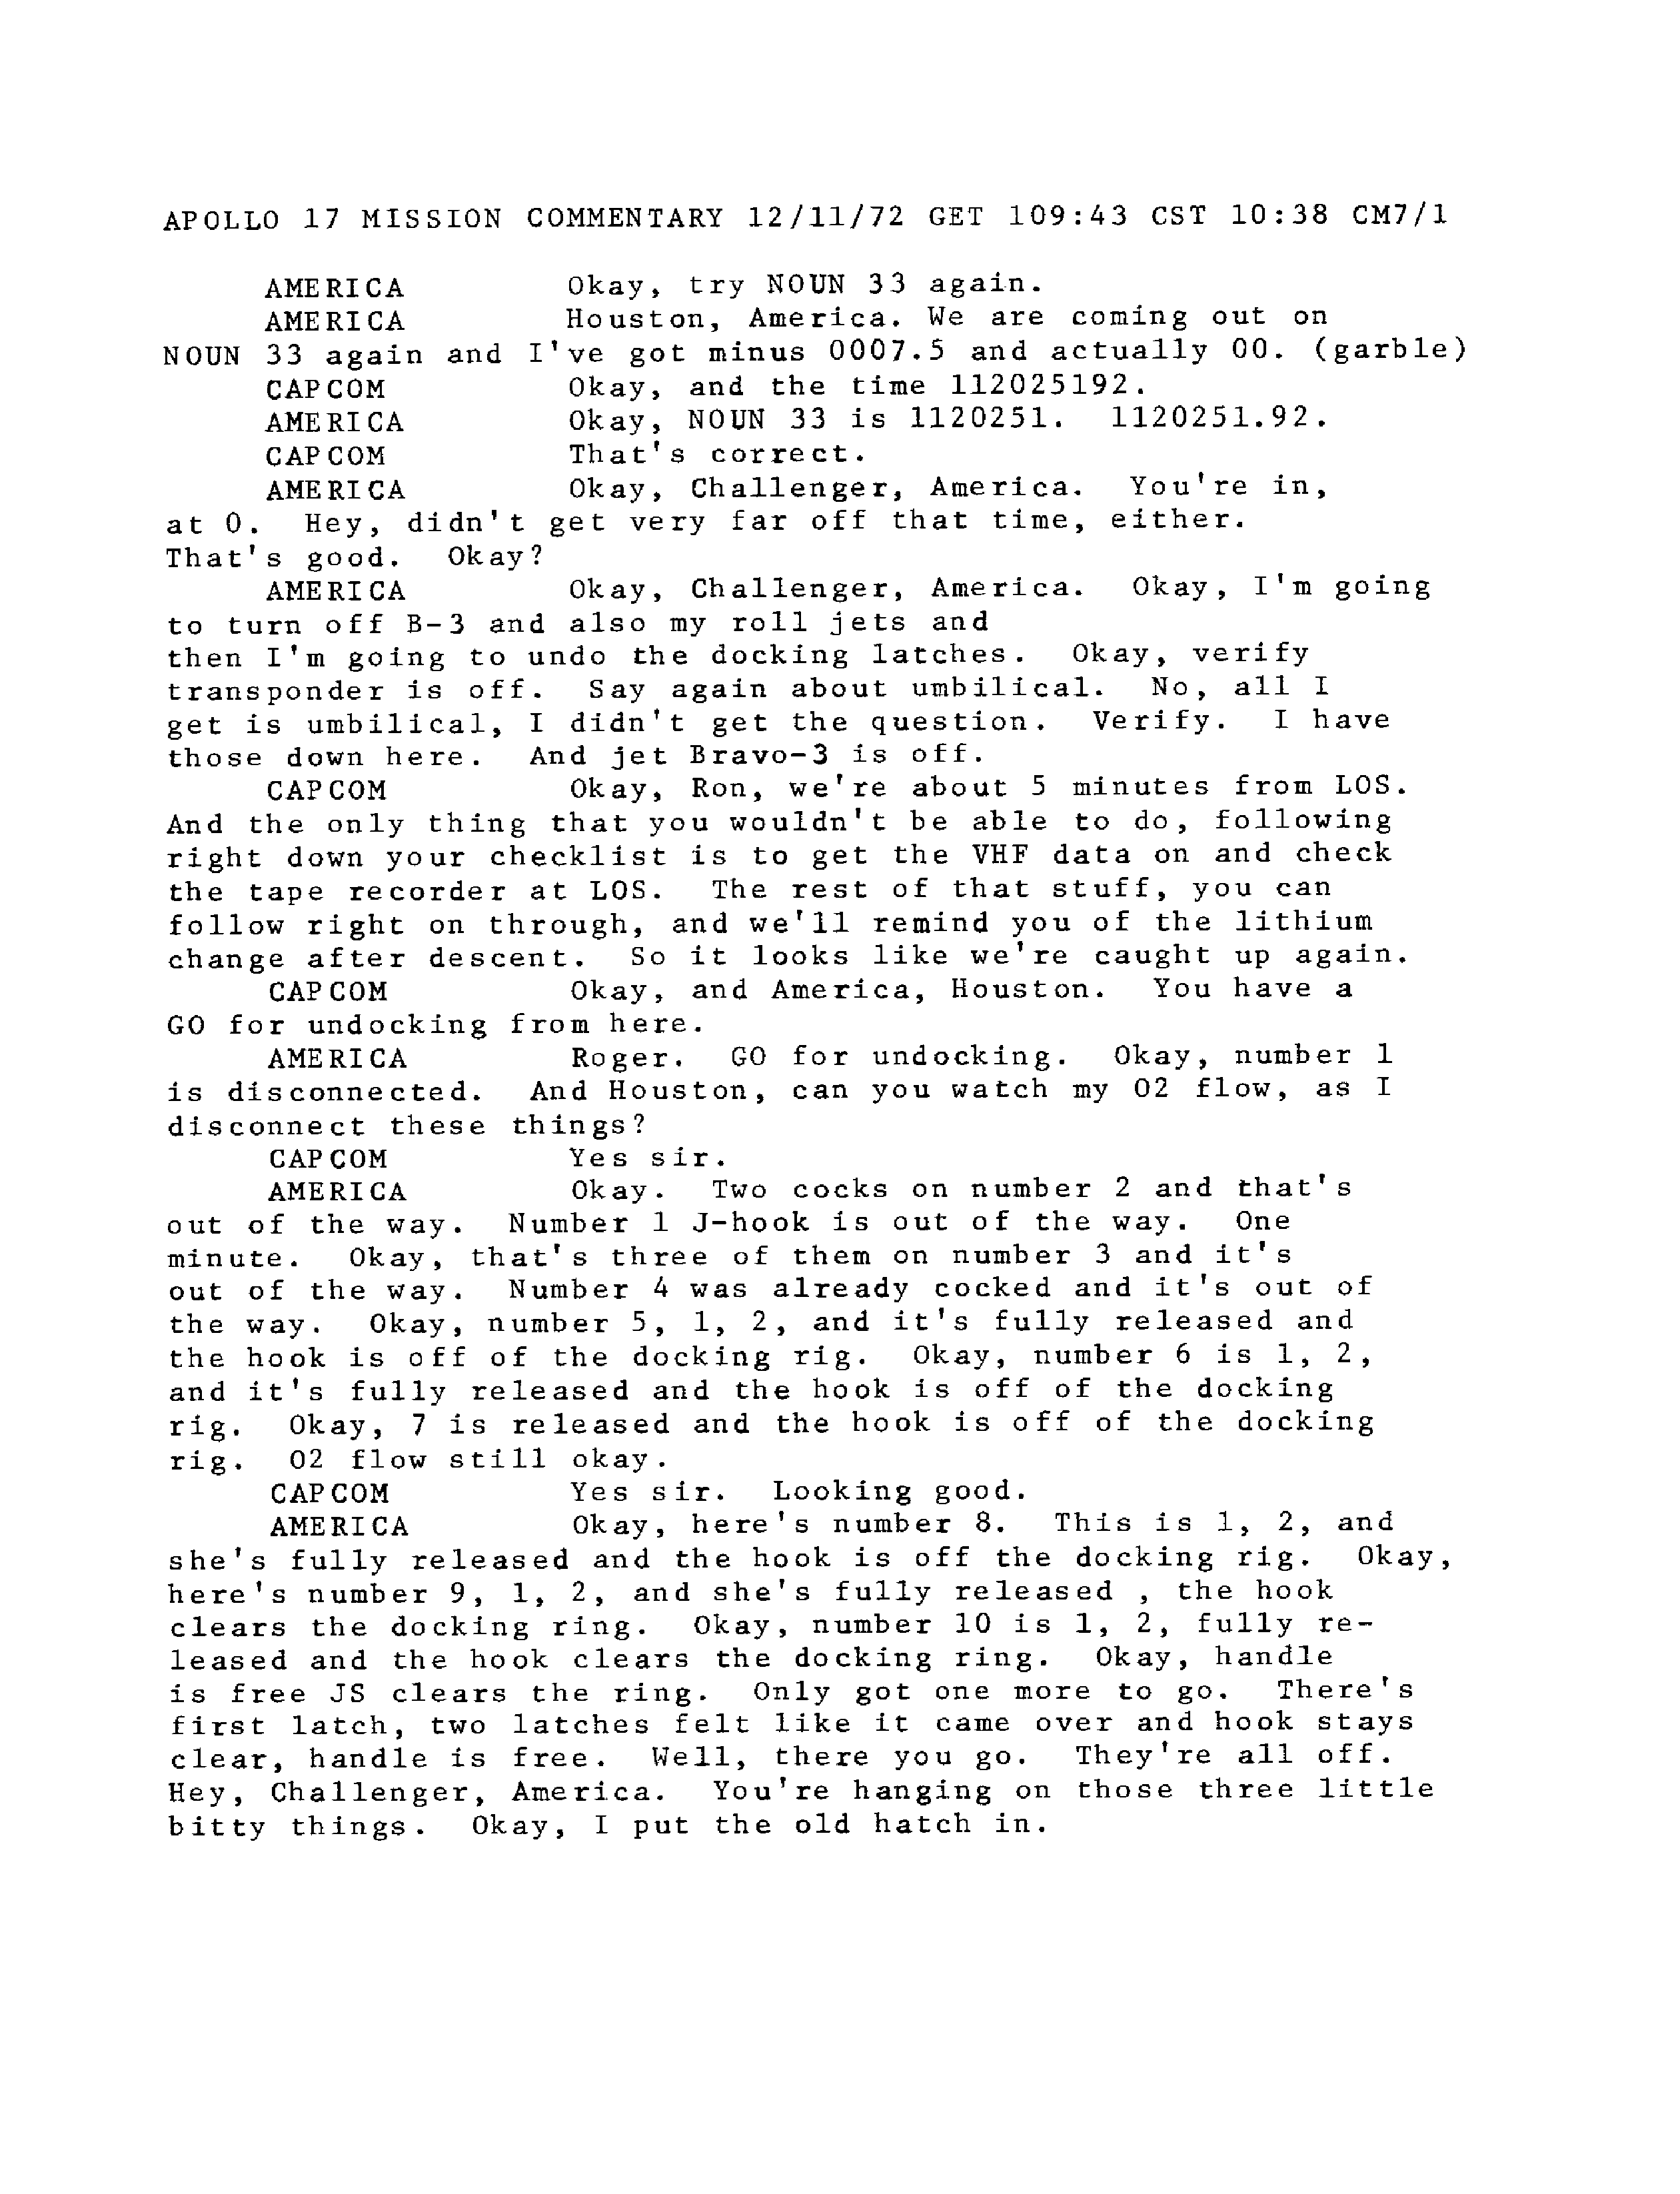 APOLLO 17 MISSION COMMENTARY 12/11/72 GET 109:43 CST 10:38 CM7/1
AMERICA Okay, try NOUN 33 again.
AMERICA Houston, America. We are coming out on
NOUN 33 again and I've got minus 0007.5 and actually 00. (garble)
CAPCOM Okay, and the time 112025192.
AMERICA Okay, NOUN 33 is 1120251. 1120251.92.
CAPCOM That's correct.
AMERICA Okay, Challenger, America. You're in,
at 0. Hey, didn't get very far off that time, either.
That's good. Okay?
AMERICA Okay, Challenger, America. Okay, I'm going
to turn off B-3 and also my roll jets and
then I'm going to undo the docking latches. Okay, verify
transponder is off. Say again about umbilical. No, all I
get is umbilical, I didn't get the question. Verify. I have
those down here. And jet Bravo-3 is off.
CAPCOM Okay, Ron, we're about 5 minutes from LOS.
And the only thing that you wouldn't be able to do, following
right down your checklist is to get the VHF data on and check
the tape recorder at LOS. The rest of that stuff, you can
follow right on through, and we'll remind you of the lithium
change after descent. So it looks like we're caught up again.
CAPCOM Okay, and America, Houston. You have a
GO for undocking from here.
AMERICA Roger. GO for undocking. Okay, number 1
is disconnected. And Houston, can you watch my O2 flow, as I
disconnect these things?
CAPCOM Yes sir.
AMERICA Okay. Two cocks on number 2 and that's
out of the way. Number 1 J-hook is out of the way. One
minute. Okay, that's three of them on number 3 and it's
out of the way. Number 4 was already cocked and it's out of
the way. Okay, number 5, 1, 2, and it's fully released and
the hook is off of the docking rig. Okay, number 6 is 1, 2,
and it's fully released and the hook is off of the docking
rig. Okay, 7 is released and the hook is off of the docking
rig. O2 flow still okay.
CAPCOM Yes sir. Looking good.
AMERICA Okay, here's number 8. This is 1, 2, and
she's fully released and the hook is off the docking rig. Okay,
here's number 9, 1, 2, and she's fully released , the hook
clears the docking ring. Okay, number 10 is 1, 2, fully re-
leased and the hook clears the docking ring. Okay, handle
is free JS clears the ring. Only got one more to go. There's
first latch, two latches felt like it came over and hook stays
clear, handle is free. Well, there you go. They're all off.
Hey, Challenger, America. You're hanging on those three little
bitty things. Okay, I put the old hatch in.